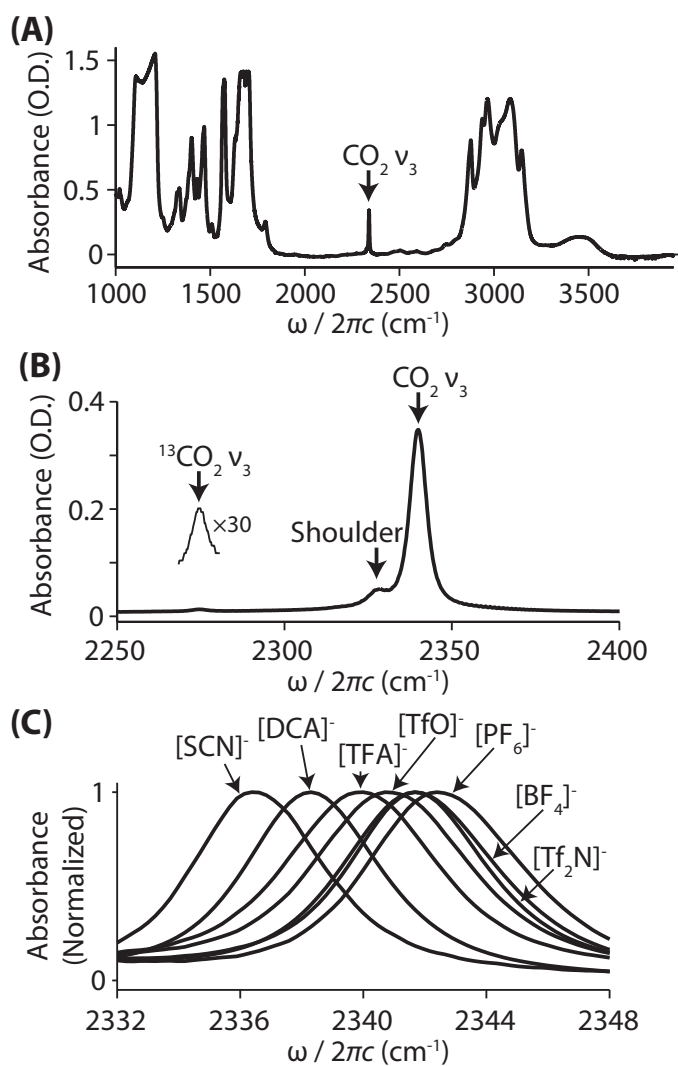 (A)
Absorbance (O.D.)
1.5
1
0.5
0
CO₂ ν₃
1000 1500 2000 2500 3000 3500
ω / 2πc (cm⁻¹)
(B)
Absorbance (O.D.)
0.4
0.2
0
CO₂ ν₃
¹³CO₂ ν₃
×30
Shoulder
2250 2300 2350 2400
ω / 2πc (cm⁻¹)
(C)
Absorbance
(Normalized)
1
0
[SCN]⁻ [DCA]⁻ [TFA]⁻ [TfO]⁻ [PF₆]⁻
[BF₄]⁻
[Tf₂N]⁻
2332 2336 2340 2344 2348
ω / 2πc (cm⁻¹)